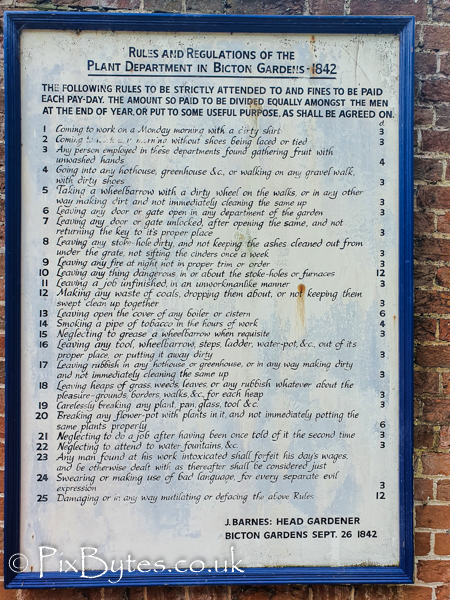 RULES AND REGULATIONS OF THE
PLANT DEPARTMENT IN BICTON GARDENS - 1842
THE FOLLOWING RULES TO BE STRICTLY ATTENDED TO AND FINES TO BE PAID
EACH PAY-DAY. THE AMOUNT SO PAID TO BE DIVIDED EQUALLY AMONGST THE MEN
AT THE END OF YEAR, OR PUT TO SOME USEFUL PURPOSE, AS SHALL BE AGREED ON.
d.
1 Coming to work on a Monday morning with a dirty shirt 3
2 Coming to morning without shoes being laced or tied 3
3 Any person employed in these departments found gathering fruit with
unwashed hands 4
4 Going into any hothouse, greenhouse &c., or walking on any gravel walk,
with dirty shoes 3
5 Taking a wheelbarrow with a dirty wheel on the walks, or in any other
way making dirt and not immediately cleaning the same up 3
6 Leaving any door or gate open in any department of the garden 3
7 Leaving any door or gate unlocked, after opening the same, and not
returning the key to it's proper place 3
8 Leaving any stoke-hole dirty, and not keeping the ashes cleaned out from
under the grate, not sifting the cinders once a week 3
9 Leaving any fire at night not in proper trim or order 3
10 Leaving any thing dangerous in or about the stoke-holes or furnaces 12
11 Leaving a job unfinished, in an unworkmanlike manner 3
12 Making any waste of coals, dropping them about, or not keeping them
swept clean up together 3
13 Leaving open the cover of any boiler or cistern 6
14 Smoking a pipe of tobacco in the hours of work 4
15 Neglecting to grease a wheelbarrow when requisite 3
16 Leaving any tool, wheelbarrow, steps, ladder, water-pot, &c., out of its
proper place, or putting it away dirty 3
17 Leaving rubbish in any hothouse or greenhouse, or in any way making dirty
and not immediately cleaning the same up 3
18 Leaving heaps of grass, weeds, leaves, or any rubbish whatever about the
pleasure-grounds, borders, walks, &c., for each heap 3
19 Carelessly breaking any plant, pan, glass, tool &c. 3
20 Breaking any flower-pot with plants in it, and not immediately potting the
same plants properly 6
21 Neglecting to do a job after having been once told of it the second time 3
22 Neglecting to attend to water fountains, &c. 3
23 Any man found at his work intoxicated shall forfeit his day's wages,
and be otherwise dealt with as thereafter shall be considered just
24 Swearing or making use of bad language, for every separate evil
expression 3
25 Damaging or in any way mutilating or defacing the above Rules 12
J. BARNES: HEAD GARDENER
BICTON GARDENS SEPT. 26 1842
© PixBytes.co.uk